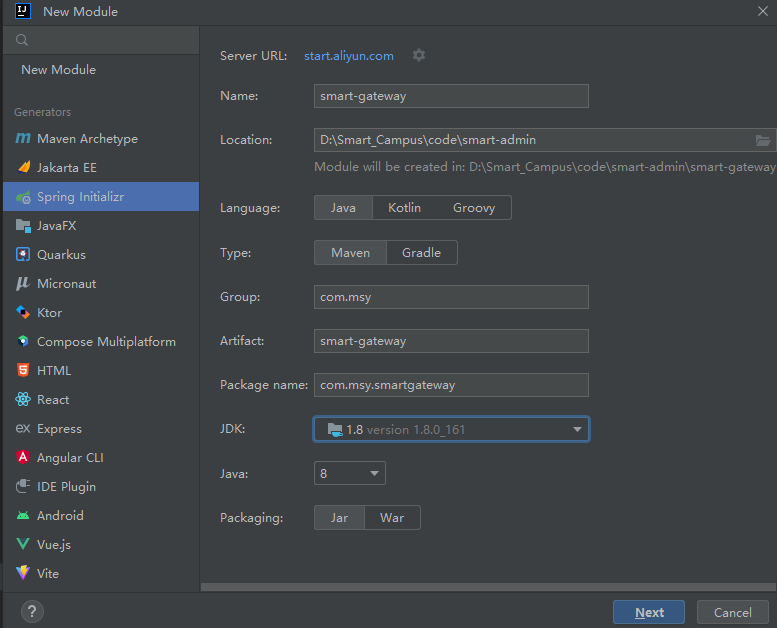 New Module
New Module
Generators
Maven Archetype
Jakarta EE
Spring Initializr
JavaFX
Quarkus
Micronaut
Ktor
Compose Multiplatform
HTML
React
ex Express
Angular CLI
IDE Plugin
Android
Vue.js
Vite
Server URL: start.aliyun.com
Name: smart-gateway
Location: D:\Smart_Campus\code\smart-admin
Module will be created in: D:\Smart_Campus\code\smart-admin\smart-gateway
Language: Java Kotlin Groovy
Type: Maven Gradle
Group: com.msy
Artifact: smart-gateway
Package name: com.msy.smartgateway
JDK: 1.8 version 1.8.0_161
Java: 8
Packaging: Jar War
? Next Cancel